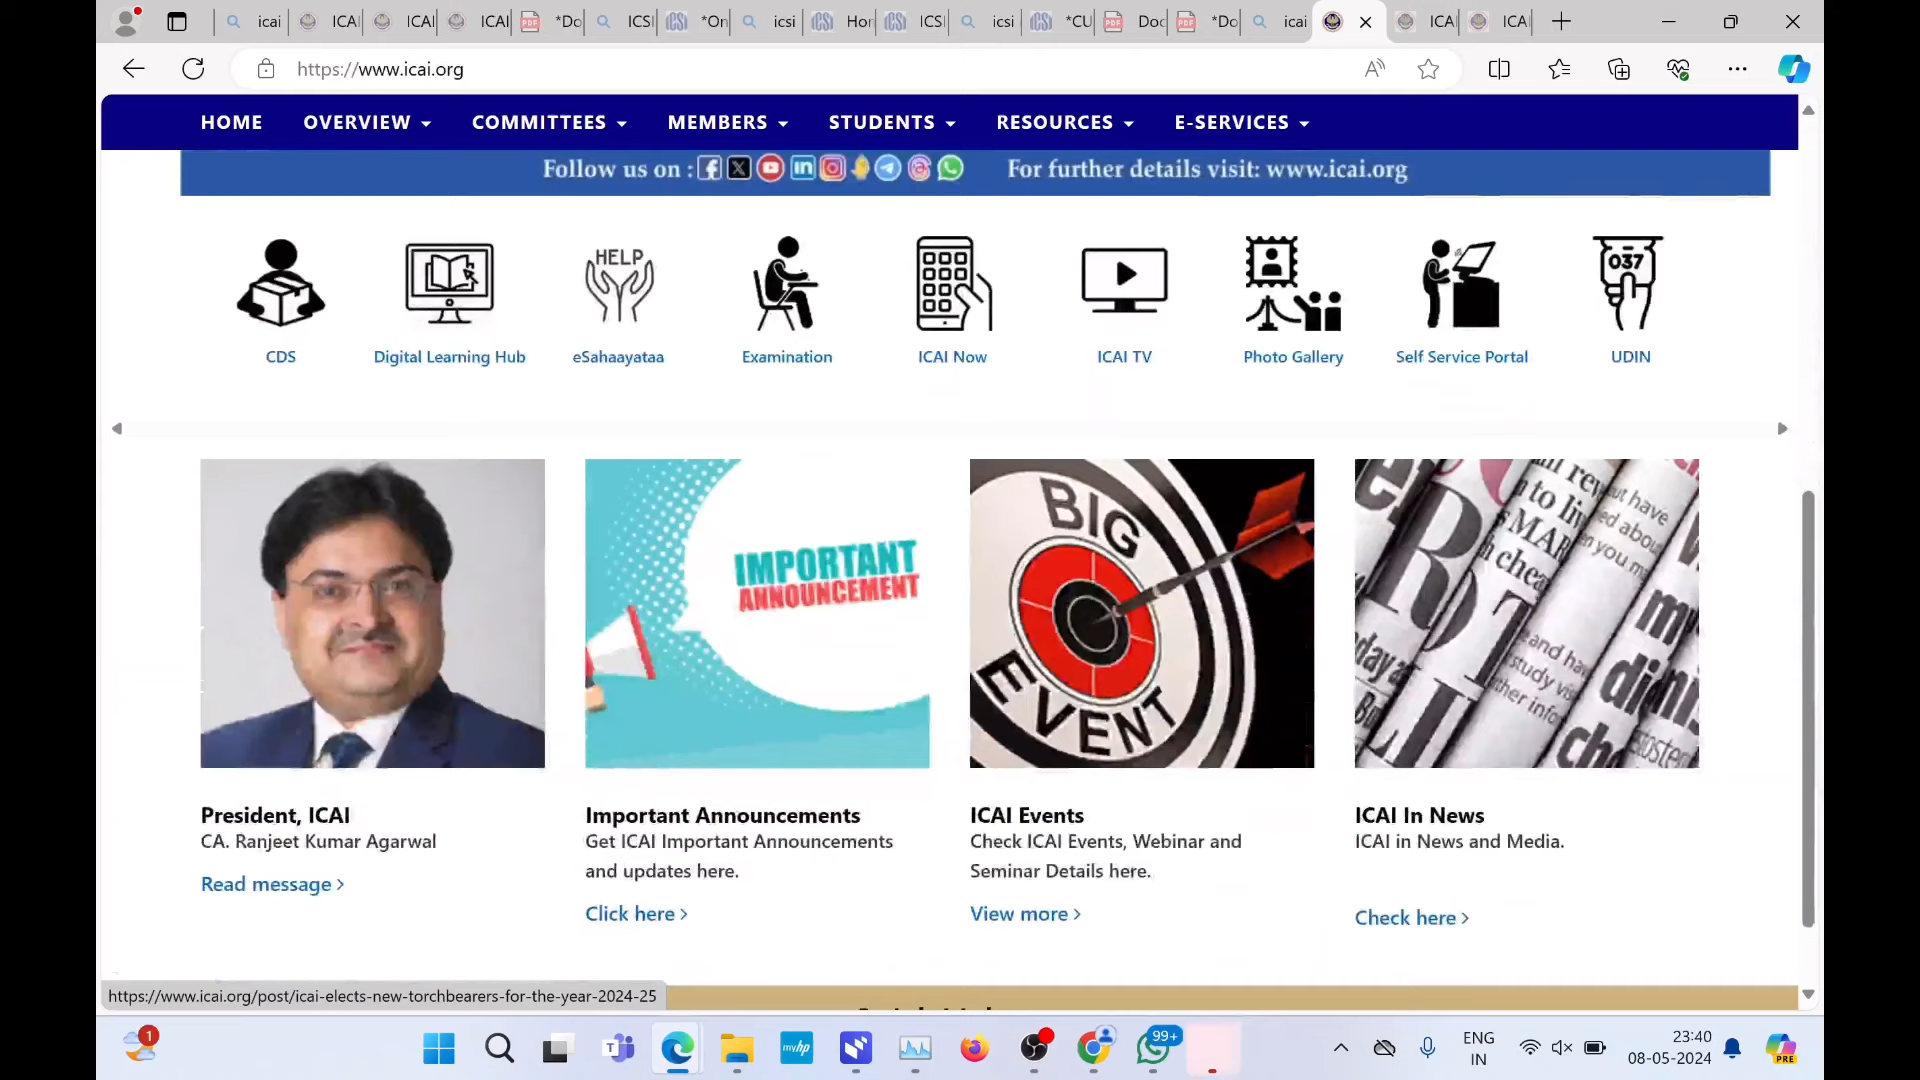 icai
ICAI
ICAI
ICAI
*Do
ICSI
*On
icsi
Hor
ICSI
icsi
*CU
Doc
*Do
icai
ICAI
ICAI
https://www.icai.org
HOME OVERVIEW COMMITTEES MEMBERS STUDENTS RESOURCES E-SERVICES
Follow us on : For further details visit: www.icai.org
HELP
037
CDS
Digital Learning Hub
eSahaayataa
Examination
ICAI Now
ICAI TV
Photo Gallery
Self Service Portal
UDIN
IMPORTANT
ANNOUNCEMENT
BIG
EVENT
President, ICAI
CA. Ranjeet Kumar Agarwal
Read message >
Important Announcements
Get ICAI Important Announcements
and updates here.
Click here >
ICAI Events
Check ICAI Events, Webinar and
Seminar Details here.
View more >
ICAI In News
ICAI in News and Media.
Check here >
https://www.icai.org/post/icai-elects-new-torchbearers-for-the-year-2024-25
1
myhp
99+
ENG
IN
23:40
08-05-2024
PRE